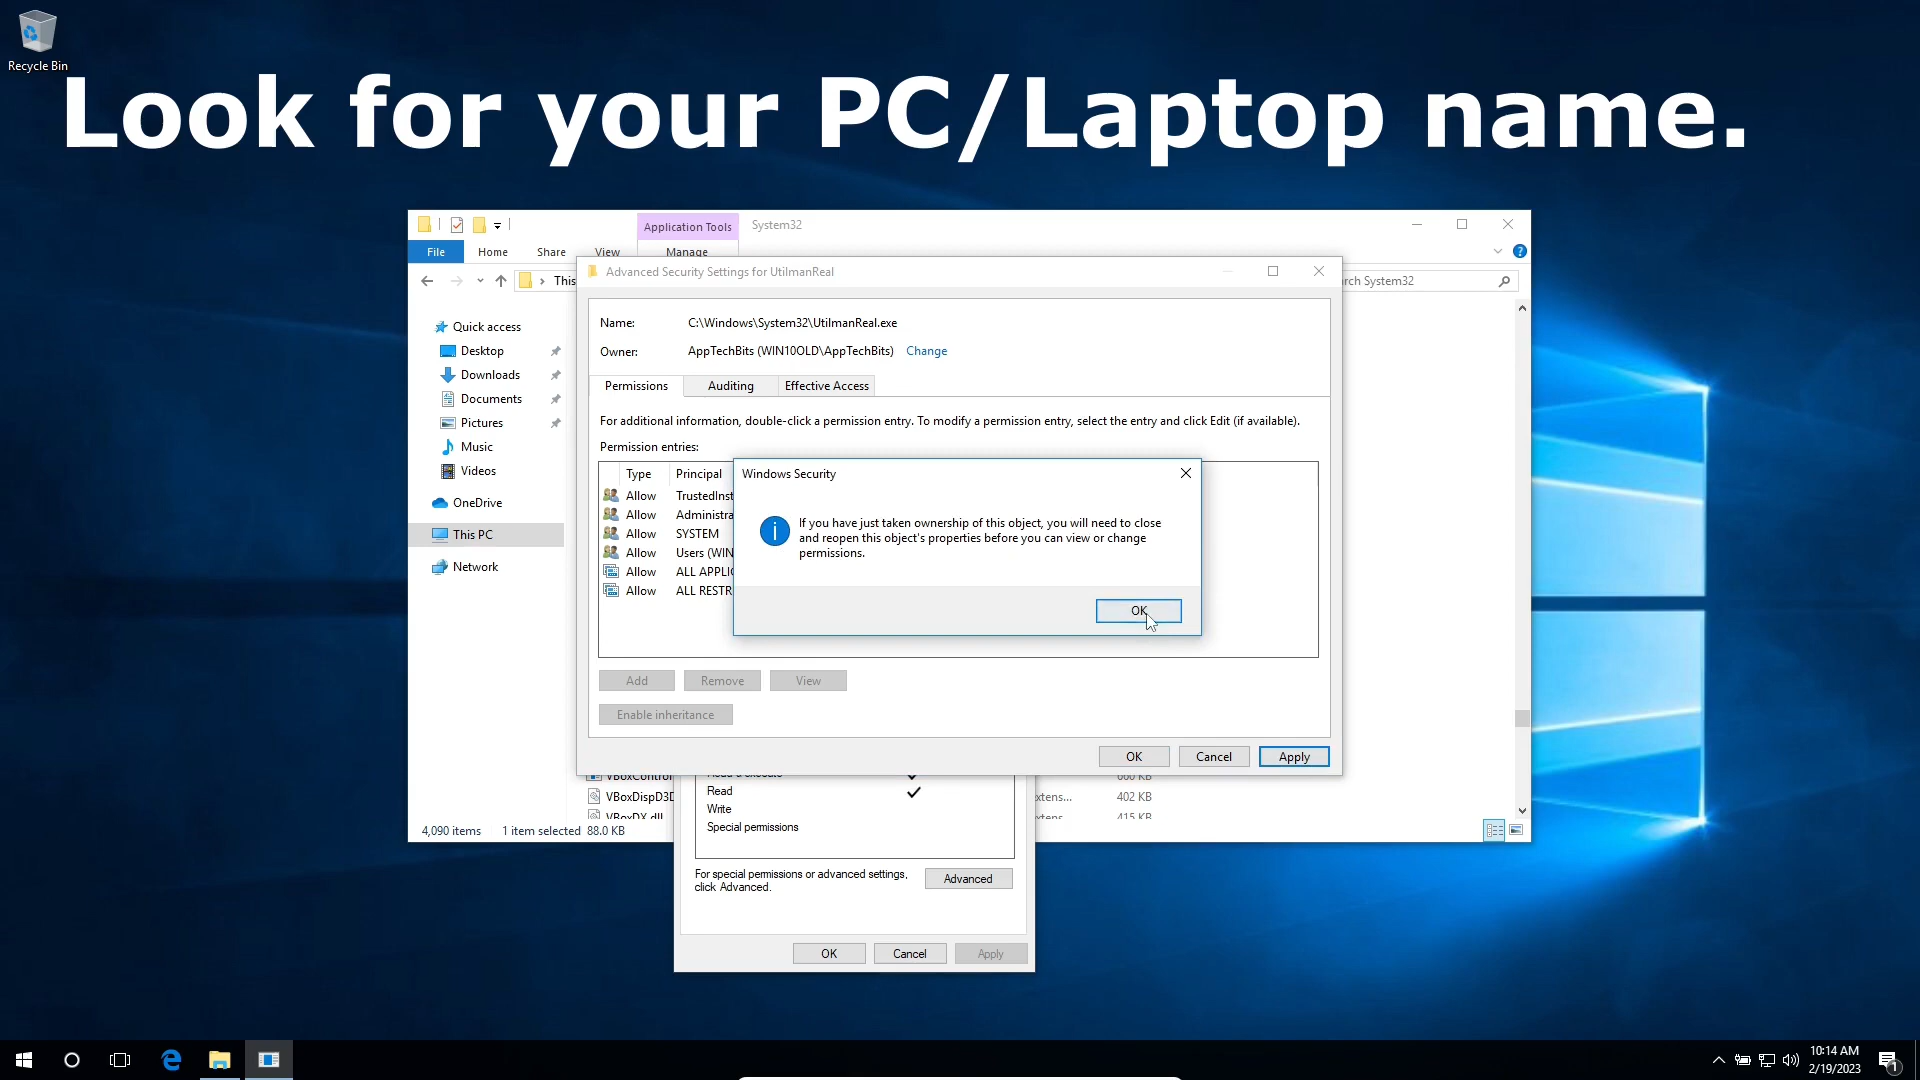 Recycle Bin
Look for your PC/Laptop name.
Application Tools
System32
File
Home
Share
View
Manage
This
rch System32
Quick access
Desktop
Downloads
Documents
Pictures
Music
Videos
OneDrive
This PC
Network
Advanced Security Settings for UtilmanReal
Name: C:\Windows\System32\UtilmanReal.exe
Owner: AppTechBits (WIN10OLD\AppTechBits) Change
Permissions
Auditing
Effective Access
For additional information, double-click a permission entry. To modify a permission entry, select the entry and click Edit (if available).
Permission entries:
Type Principal
Allow TrustedInst
Allow Administra
Allow SYSTEM
Allow Users (WIN
Allow ALL APPLI
Allow ALL RESTR
Windows Security
If you have just taken ownership of this object, you will need to close
and reopen this object's properties before you can view or change
permissions.
OK
Add
Remove
View
Enable inheritance
OK
Cancel
Apply
VBoxControl
VBoxDispD3D xtens... 402 KB
VBoxDX.dll
4,090 items 1 item selected 88.0 KB
Read
Write
Special permissions
For special permissions or advanced settings,
click Advanced.
Advanced
OK
Cancel
Apply
10:14 AM
2/19/2023
1